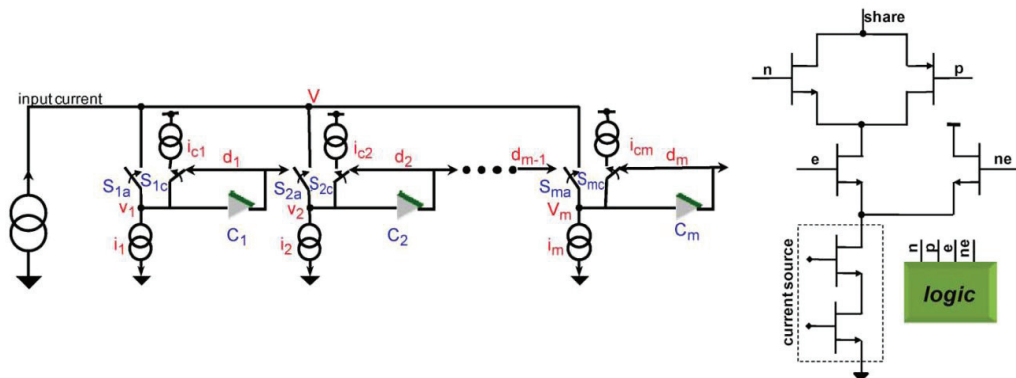 input current
V
i_c1
d_1
i_c2
d_2
d_m-1
i_cm
d_m
S_1a
S_1c
S_2a
S_2c
S_ma
S_mc
v_1
v_2
V_m
i_1
C_1
i_2
C_2
i_m
C_m
share
n
p
e
ne
current source
n
p
e
ne
logic